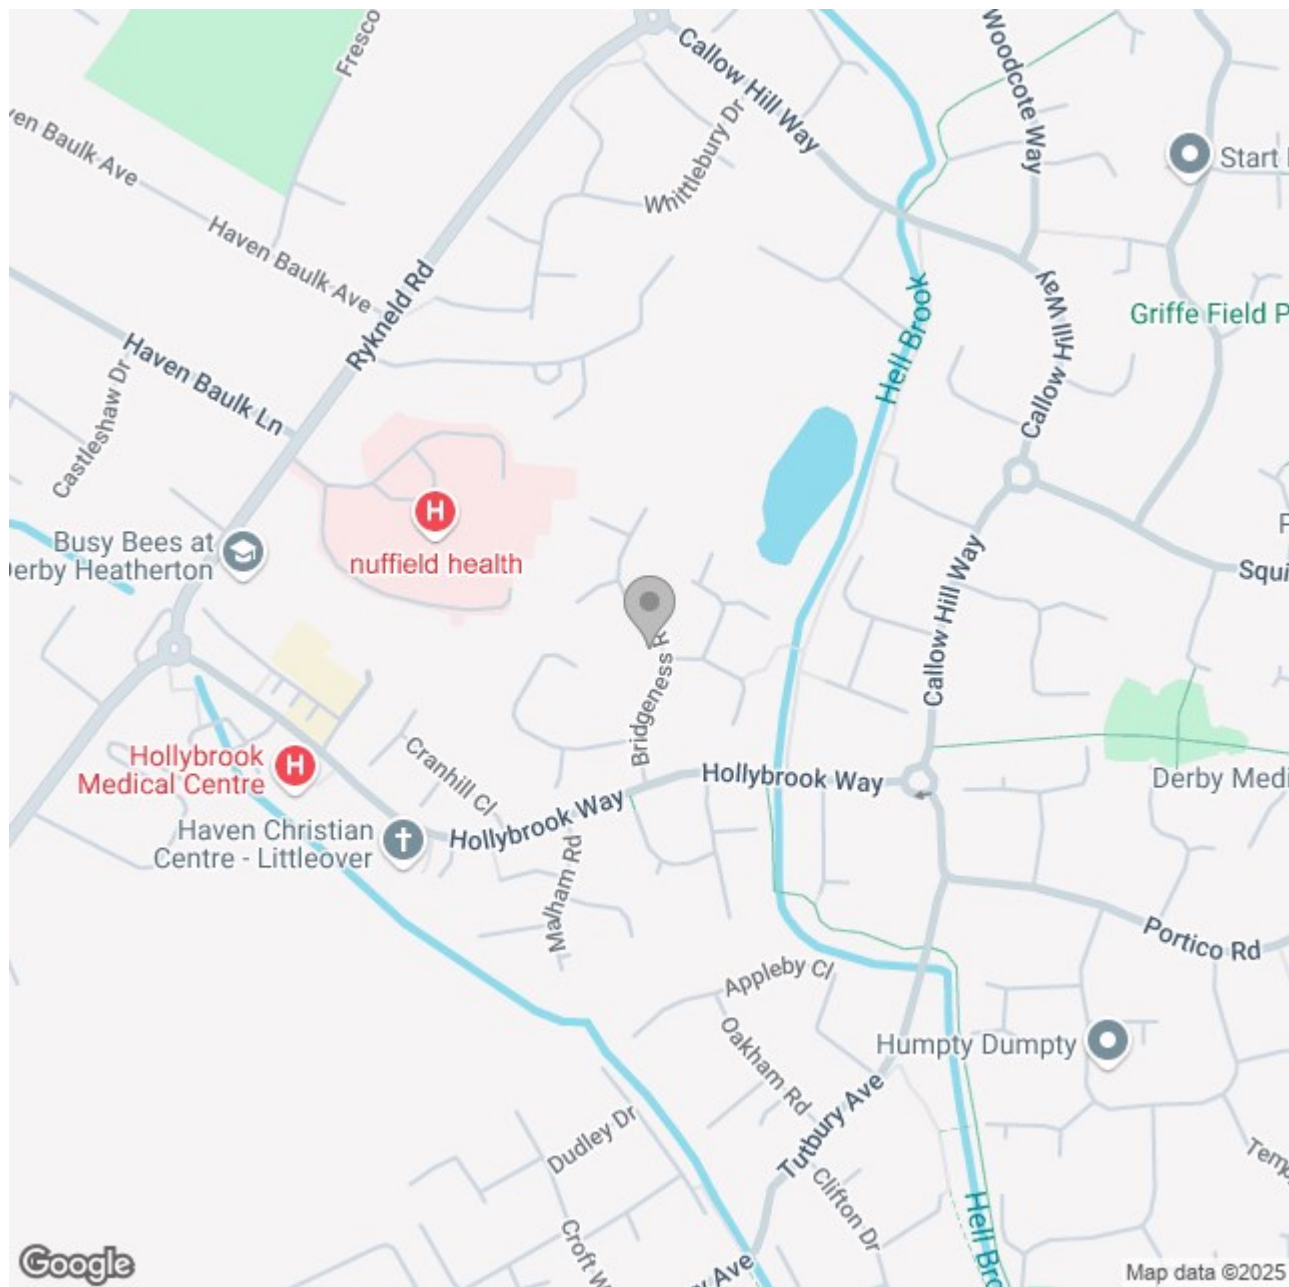 Fresco
Callow Hill Way
Woodcote Way
ven Baulk Ave
Whittlebury Dr
Start
Haven Baulk Ave
Rykneld Rd
Hell Brook
Callow Hill Way
Griffe Field P
Haven Baulk Ln
Castleshaw Dr
H
nuffield health
Busy Bees at
Derby Heatherton
Callow Hill Way
Squi
Bridgeness R
Hollybrook
Medical Centre
H
Cranhill Cl
Hollybrook Way
Derby Medi
Haven Christian
Centre - Littleover
Hollybrook Way
Malham Rd
Portico Rd
Appleby Cl
Oakham Rd
Humpty Dumpty
Tutbury Ave
Dudley Dr
Clifton Dr
Temp
Hell Bro
Croft W
ry Ave
Google
Map data ©2025